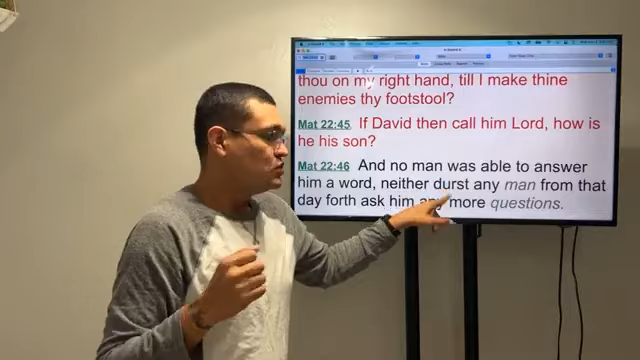 thou on my right hand, till I make thine
enemies thy footstool?
Mat 22:45 If David then call him Lord, how is
he his son?
Mat 22:46 And no man was able to answer
him a word, neither durst any man from that
day forth ask him any more questions.